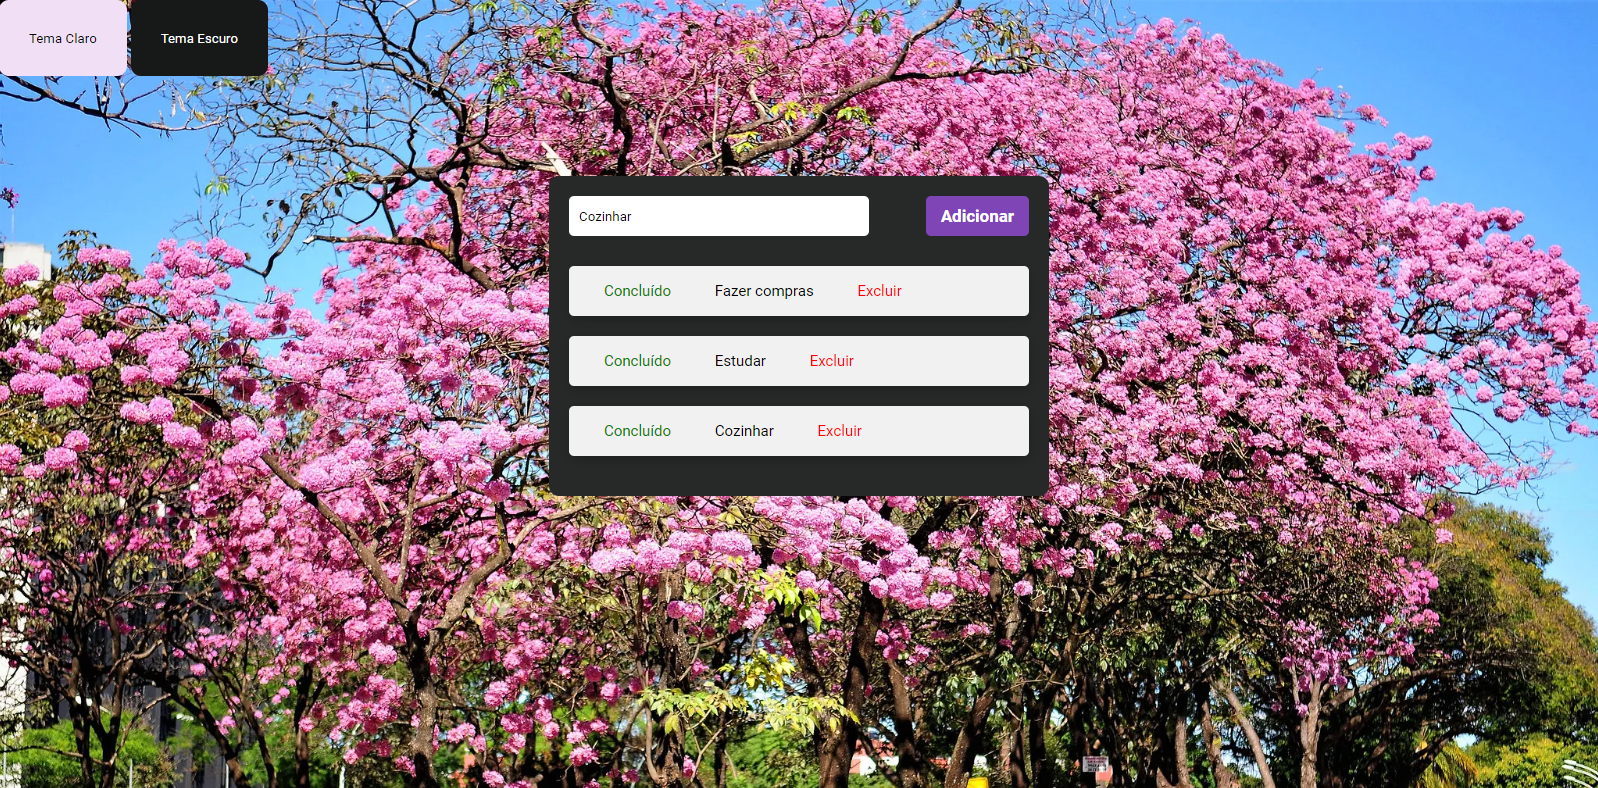 Tema Claro
Tema Escuro
Cozinhar
Adicionar
Concluído Fazer compras Excluir
Concluído Estudar Excluir
Concluído Cozinhar Excluir